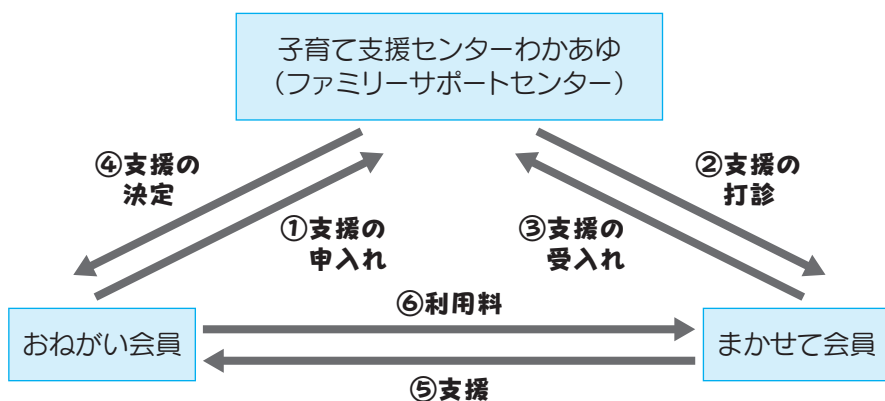 子育て支援センターわかあゆ
（ファミリーサポートセンター）
④支援の
決定
②支援の
打診
①支援の
申入れ
③支援の
受入れ
⑥利用料
おねがい会員
まかせて会員
⑤支援